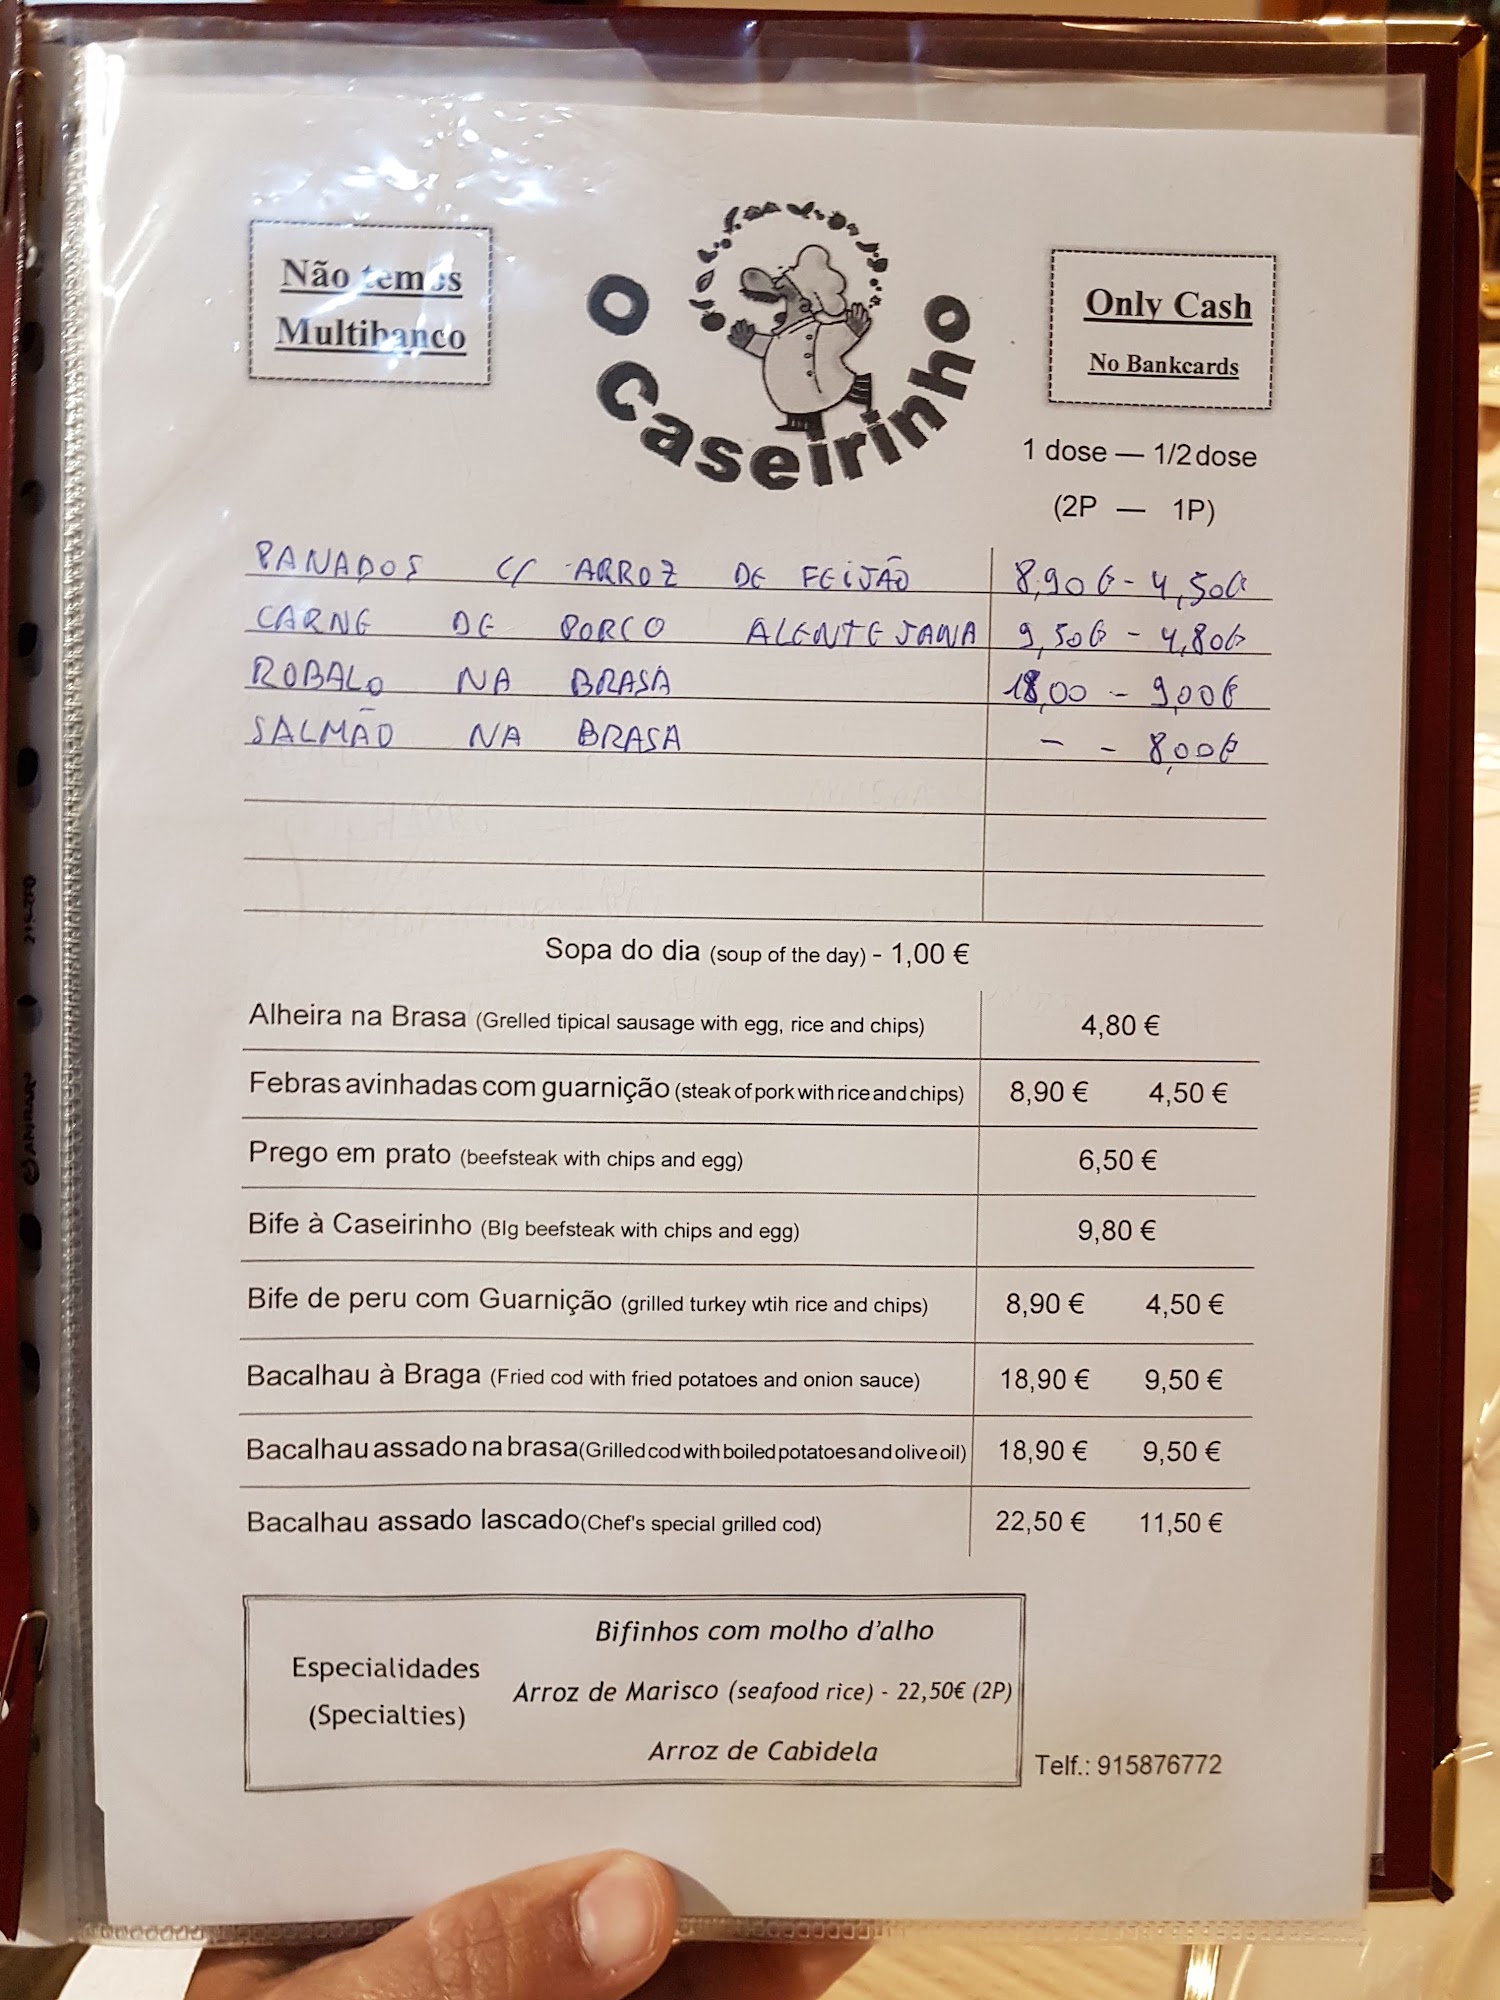 Não temos
Multibanco
O Caseirinho
Only Cash
No Bankcards
1 dose — 1/2 dose
(2P — 1P)
PANADOS C/ ARROZ DE FEIJÃO 8,90€ - 4,50€
CARNE DE PORCO ALENTEJANA 9,50€ - 4,80€
ROBALO NA BRASA 18,00 - 9,00€
SALMÃO NA BRASA - - 8,00€
Sopa do dia (soup of the day) - 1,00 €
Alheira na Brasa (Grelled tipical sausage with egg, rice and chips) 4,80 €
Febras avinhadas com guarnição (steak of pork with rice and chips) 8,90 € 4,50 €
Prego em prato (beefsteak with chips and egg) 6,50 €
Bife à Caseirinho (BIg beefsteak with chips and egg) 9,80 €
Bife de peru com Guarnição (grilled turkey wtih rice and chips) 8,90 € 4,50 €
Bacalhau à Braga (Fried cod with fried potatoes and onion sauce) 18,90 € 9,50 €
Bacalhau assado na brasa(Grilled cod with boiled potatoes and olive oil) 18,90 € 9,50 €
Bacalhau assado lascado(Chef's special grilled cod) 22,50 € 11,50 €
Especialidades
(Specialties)
Bifinhos com molho d'alho
Arroz de Marisco (seafood rice) - 22,50€ (2P)
Arroz de Cabidela
Telf.: 915876772